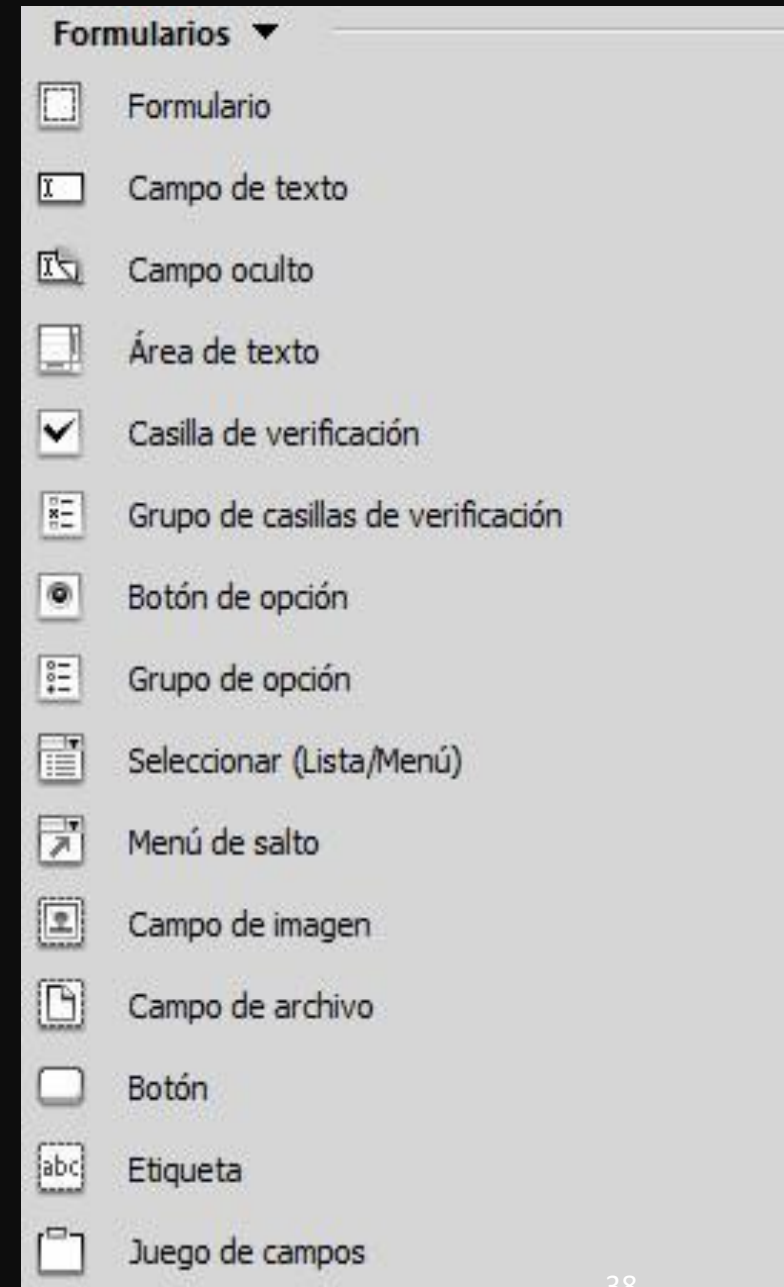 Formularios
Formulario
Campo de texto
Campo oculto
Área de texto
Casilla de verificación
Grupo de casillas de verificación
Botón de opción
Grupo de opción
Seleccionar (Lista/Menú)
Menú de salto
Campo de imagen
Campo de archivo
Botón
abc Etiqueta
Juego de campos
38